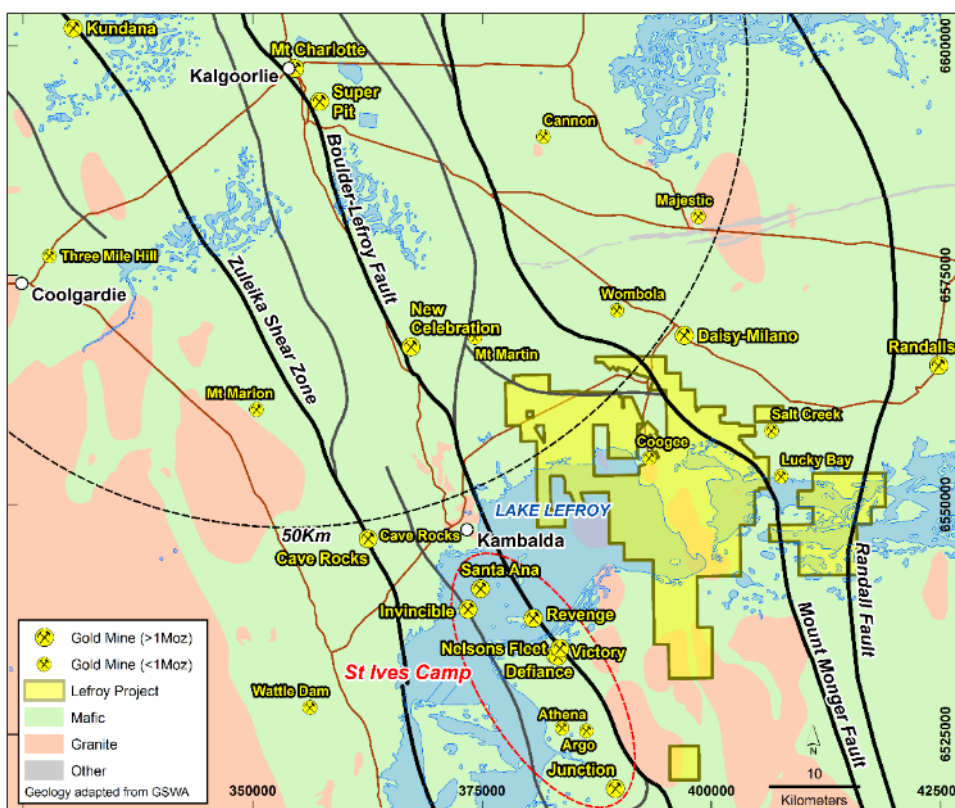 Kundana
Mt Charlotte
Kalgoorlie
Super
Pit
Cannon
6600000
Majestic
Boulder-Lefroy Fault
Three Mile Hill
Coolgardie
Zuleika Shear Zone
6575000
Wombola
New
Celebration
Daisy-Milano
Mt Martin
Randalls
Mt Marion
Salt Creek
Coogee
Lucky Bay
LAKE LEFROY
6550000
50Km
Cave Rocks
Cave Rocks
Kambalda
Santa Ana
Invincible
Revenge
Randall Fault
Mount Monger Fault
Nelsons Fleet
Victory
Defiance
St Ives Camp
Wattle Dam
Athena
Argo
Junction
6525000
Gold Mine (>1Moz)
Gold Mine (<1Moz)
Lefroy Project
Mafic
Granite
Other
Geology adapted from GSWA
350000
375000
400000
425000
N
10
Kilometers